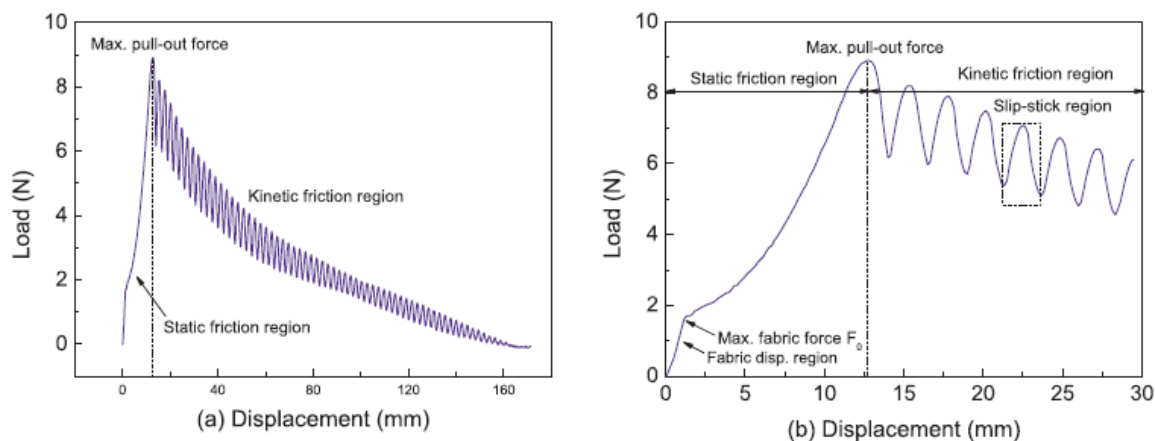 10
8
6
4
2
0
Load (N)
Max. pull-out force
Kinetic friction region
Static friction region
0
40
80
120
160
(a) Displacement (mm)
10
8
6
4
2
0
Load (N)
Max. pull-out force
Static friction region
Kinetic friction region
Slip-stick region
Max. fabric force F₀
Fabric disp. region
0
5
10
15
20
25
30
(b) Displacement (mm)